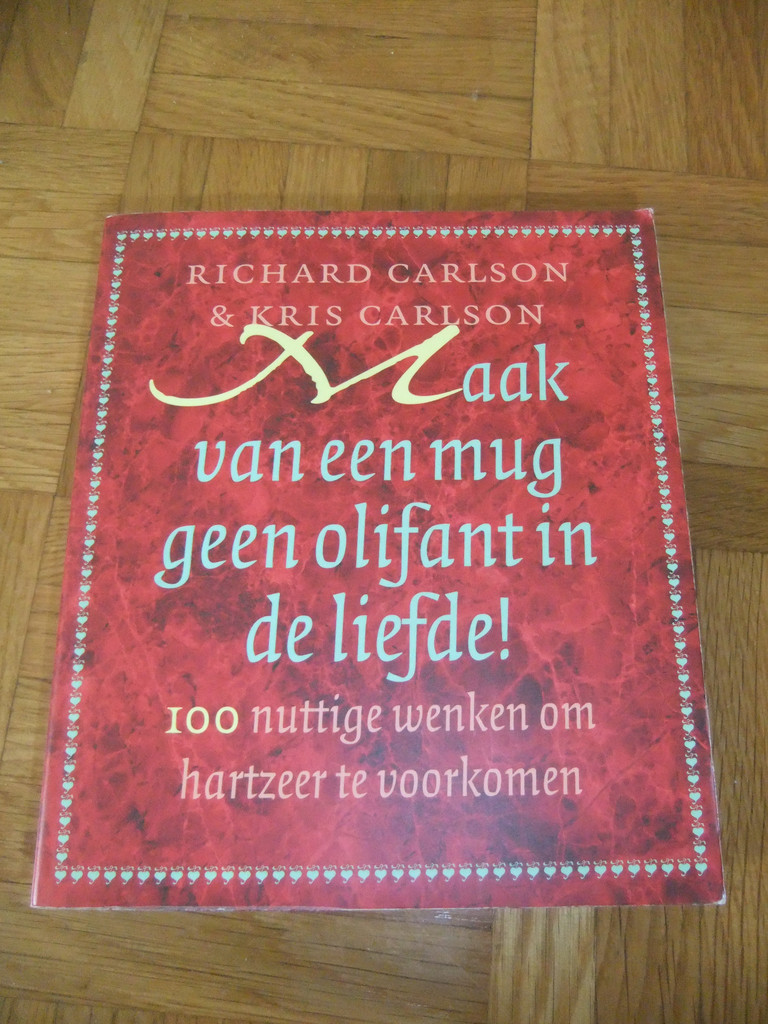 RICHARD CARLSON
& KRIS CARLSON
Maak
van een mug
geen olifant in
de liefde!
100 nuttige wenken om
hartzeer te voorkomen